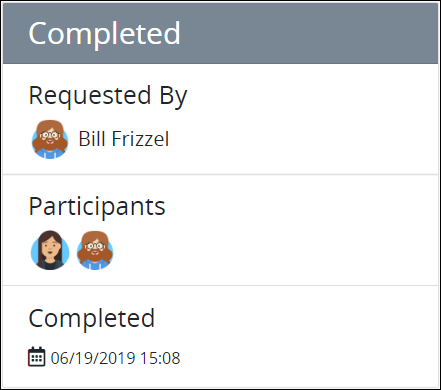 Completed
Requested By
Bill Frizzel
Participants
Completed
06/19/2019 15:08